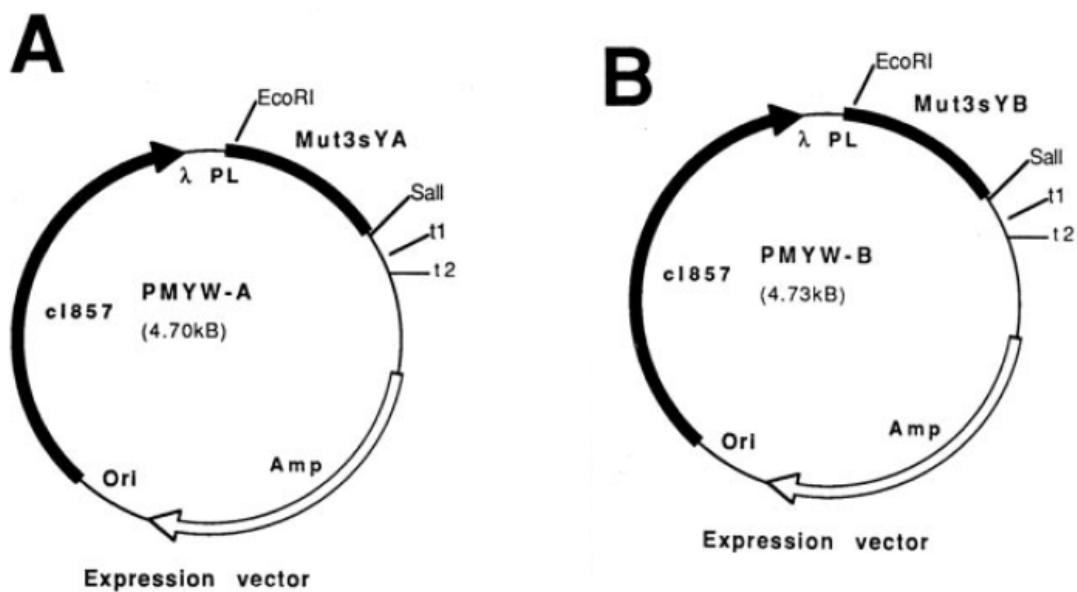 A
EcoRI
Mut3sYA
λ PL
SalI
t1
t2
cI857
PMYW-A
(4.70kB)
Amp
Ori
Expression vector
B
EcoRI
Mut3sYB
λ PL
SalI
t1
t2
cI857
PMYW-B
(4.73kB)
Amp
Ori
Expression vector